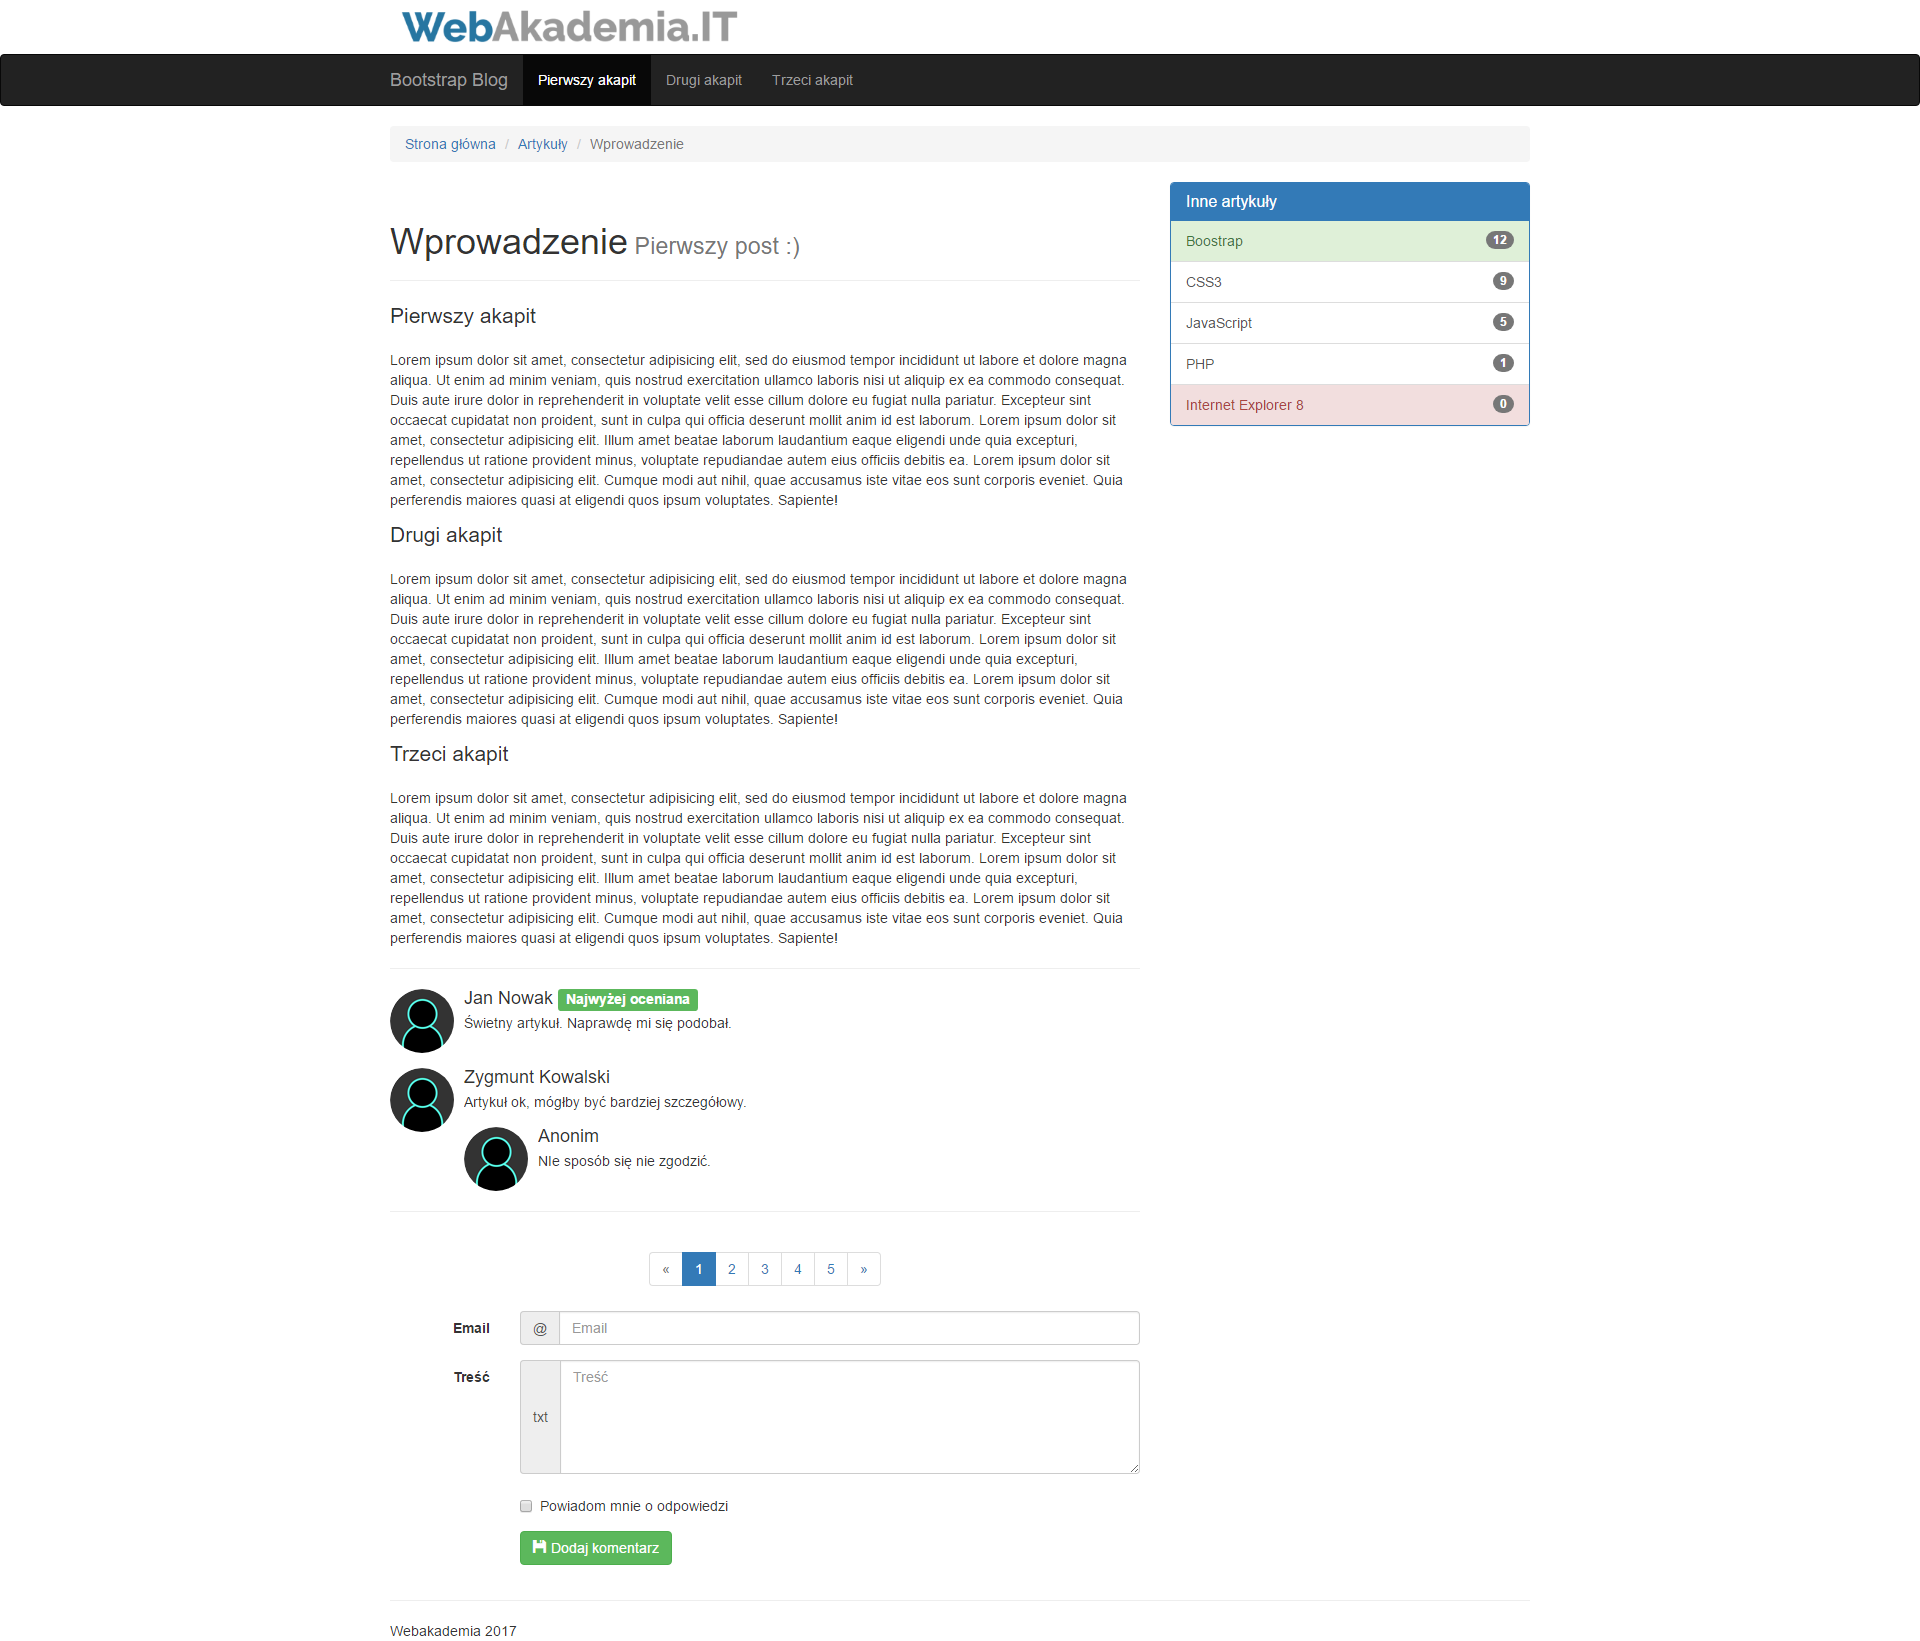 WebAkademia.IT
Bootstrap Blog Pierwszy akapit Drugi akapit Trzeci akapit
Strona główna / Artykuły / Wprowadzenie
Wprowadzenie Pierwszy post :)
Pierwszy akapit
Lorem ipsum dolor sit amet, consectetur adipisicing elit, sed do eiusmod tempor incididunt ut labore et dolore magna
aliqua. Ut enim ad minim veniam, quis nostrud exercitation ullamco laboris nisi ut aliquip ex ea commodo consequat.
Duis aute irure dolor in reprehenderit in voluptate velit esse cillum dolore eu fugiat nulla pariatur. Excepteur sint
occaecat cupidatat non proident, sunt in culpa qui officia deserunt mollit anim id est laborum. Lorem ipsum dolor sit
amet, consectetur adipisicing elit. Illum amet beatae laborum laudantium eaque eligendi unde quia excepturi,
repellendus ut ratione provident minus, voluptate repudiandae autem eius officiis debitis ea. Lorem ipsum dolor sit
amet, consectetur adipisicing elit. Cumque modi aut nihil, quae accusamus iste vitae eos sunt corporis eveniet. Quia
perferendis maiores quasi at eligendi quos ipsum voluptates. Sapiente!
Drugi akapit
Lorem ipsum dolor sit amet, consectetur adipisicing elit, sed do eiusmod tempor incididunt ut labore et dolore magna
aliqua. Ut enim ad minim veniam, quis nostrud exercitation ullamco laboris nisi ut aliquip ex ea commodo consequat.
Duis aute irure dolor in reprehenderit in voluptate velit esse cillum dolore eu fugiat nulla pariatur. Excepteur sint
occaecat cupidatat non proident, sunt in culpa qui officia deserunt mollit anim id est laborum. Lorem ipsum dolor sit
amet, consectetur adipisicing elit. Illum amet beatae laborum laudantium eaque eligendi unde quia excepturi,
repellendus ut ratione provident minus, voluptate repudiandae autem eius officiis debitis ea. Lorem ipsum dolor sit
amet, consectetur adipisicing elit. Cumque modi aut nihil, quae accusamus iste vitae eos sunt corporis eveniet. Quia
perferendis maiores quasi at eligendi quos ipsum voluptates. Sapiente!
Trzeci akapit
Lorem ipsum dolor sit amet, consectetur adipisicing elit, sed do eiusmod tempor incididunt ut labore et dolore magna
aliqua. Ut enim ad minim veniam, quis nostrud exercitation ullamco laboris nisi ut aliquip ex ea commodo consequat.
Duis aute irure dolor in reprehenderit in voluptate velit esse cillum dolore eu fugiat nulla pariatur. Excepteur sint
occaecat cupidatat non proident, sunt in culpa qui officia deserunt mollit anim id est laborum. Lorem ipsum dolor sit
amet, consectetur adipisicing elit. Illum amet beatae laborum laudantium eaque eligendi unde quia excepturi,
repellendus ut ratione provident minus, voluptate repudiandae autem eius officiis debitis ea. Lorem ipsum dolor sit
amet, consectetur adipisicing elit. Cumque modi aut nihil, quae accusamus iste vitae eos sunt corporis eveniet. Quia
perferendis maiores quasi at eligendi quos ipsum voluptates. Sapiente!
Jan Nowak Najwyżej oceniana
Świetny artykuł. Naprawdę mi się podobał.
Zygmunt Kowalski
Artykuł ok, mógłby być bardziej szczegółowy.
Anonim
NIe sposób się nie zgodzić.
« 1 2 3 4 5 »
Email @ Email
Treść txt Treść
Powiadom mnie o odpowiedzi
Dodaj komentarz
Inne artykuły
Boostrap 12
CSS3 9
JavaScript 5
PHP 1
Internet Explorer 8 0
Webakademia 2017